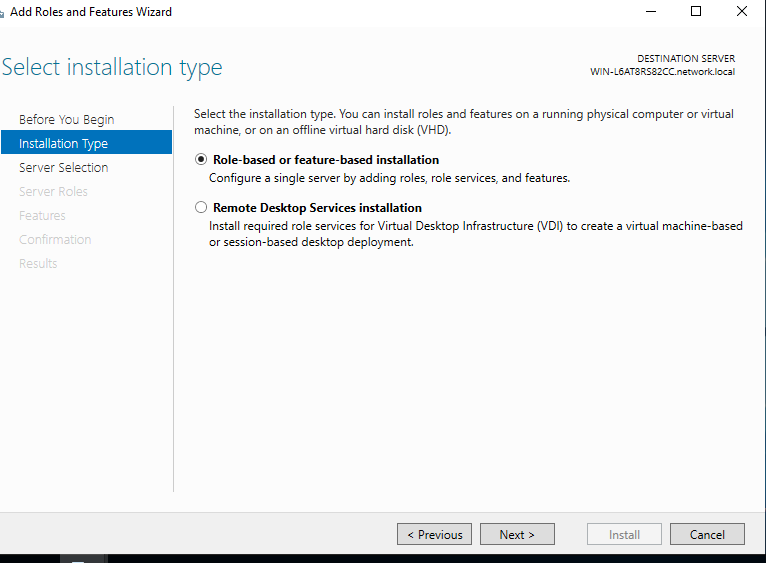 Add Roles and Features Wizard
Select installation type
DESTINATION SERVER
WIN-L6AT8RS82CC.network.local
Before You Begin
Installation Type
Server Selection
Server Roles
Features
Confirmation
Results
Select the installation type. You can install roles and features on a running physical computer or virtual
machine, or on an offline virtual hard disk (VHD).
Role-based or feature-based installation
Configure a single server by adding roles, role services, and features.
Remote Desktop Services installation
Install required role services for Virtual Desktop Infrastructure (VDI) to create a virtual machine-based
or session-based desktop deployment.
< Previous
Next >
Install
Cancel